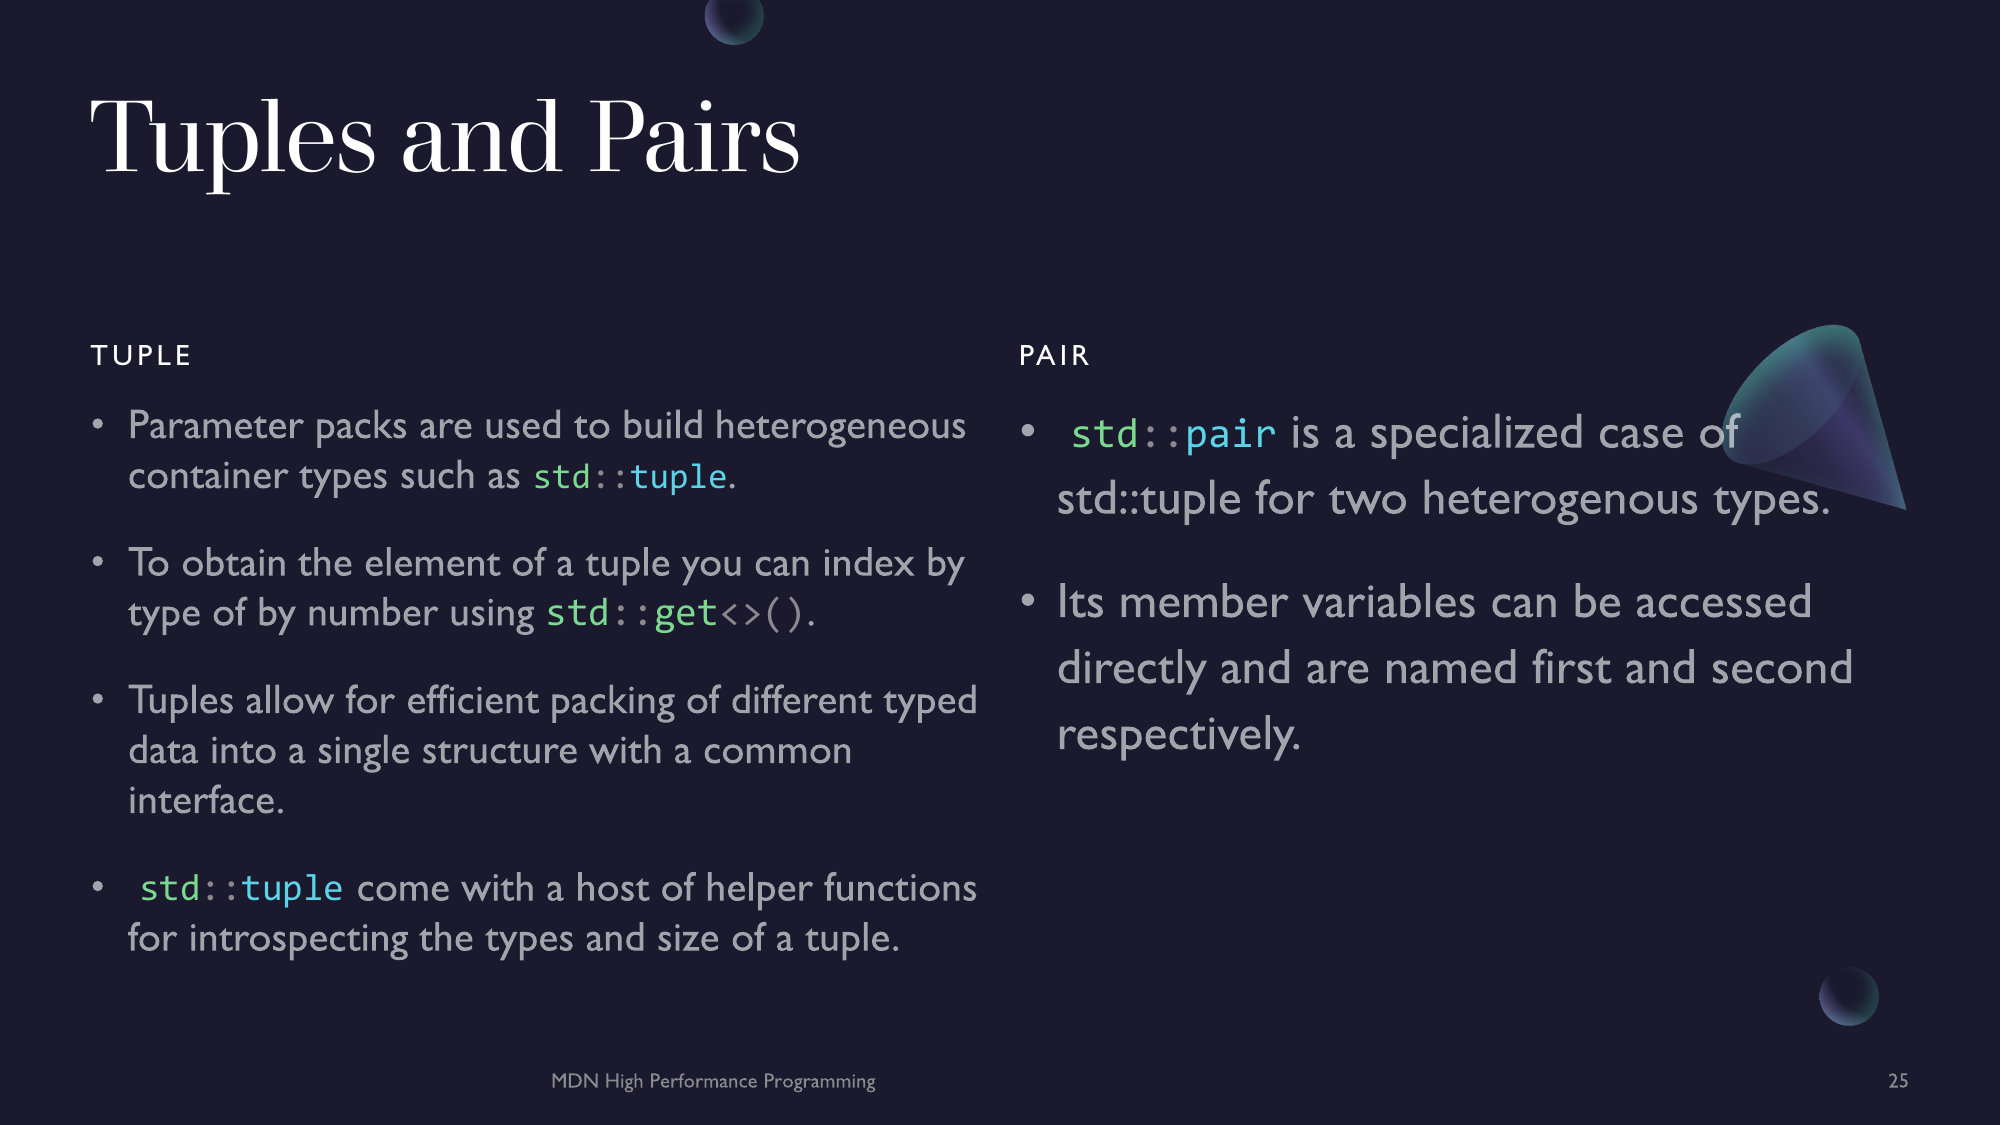 Tuples and Pairs
TUPLE
• Parameter packs are used to build heterogeneous
container types such as std::tuple.
• To obtain the element of a tuple you can index by
type of by number using std::get<>().
• Tuples allow for efficient packing of different typed
data into a single structure with a common
interface.
• std::tuple come with a host of helper functions
for introspecting the types and size of a tuple.
PAIR
• std::pair is a specialized case of
std::tuple for two heterogenous types.
• Its member variables can be accessed
directly and are named first and second
respectively.
MDN High Performance Programming
25